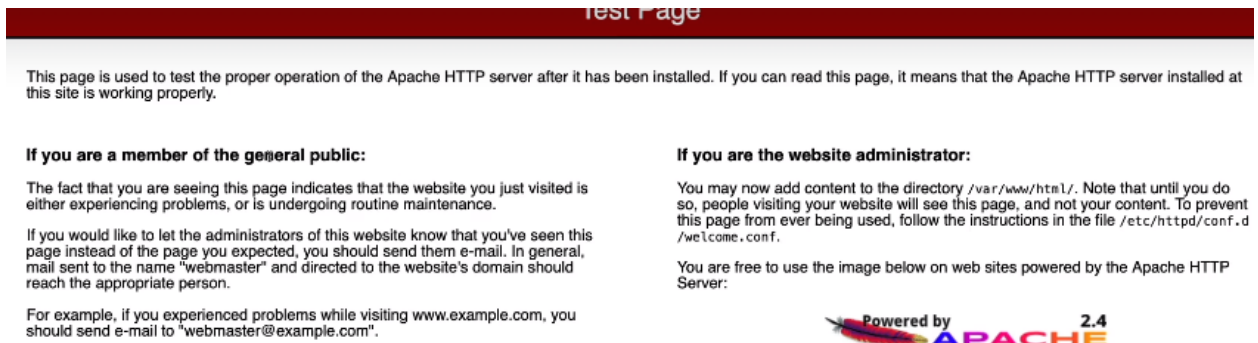 Test Page
This page is used to test the proper operation of the Apache HTTP server after it has been installed. If you can read this page, it means that the Apache HTTP server installed at
this site is working properly.
If you are a member of the general public:
The fact that you are seeing this page indicates that the website you just visited is
either experiencing problems, or is undergoing routine maintenance.
If you would like to let the administrators of this website know that you've seen this
page instead of the page you expected, you should send them e-mail. In general,
mail sent to the name "webmaster" and directed to the website's domain should
reach the appropriate person.
For example, if you experienced problems while visiting www.example.com, you
should send e-mail to "webmaster@example.com".
If you are the website administrator:
You may now add content to the directory /var/www/html/. Note that until you do
so, people visiting your website will see this page, and not your content. To prevent
this page from ever being used, follow the instructions in the file /etc/httpd/conf.d
/welcome.conf.
You are free to use the image below on web sites powered by the Apache HTTP
Server:
Powered by 2.4
APACHE